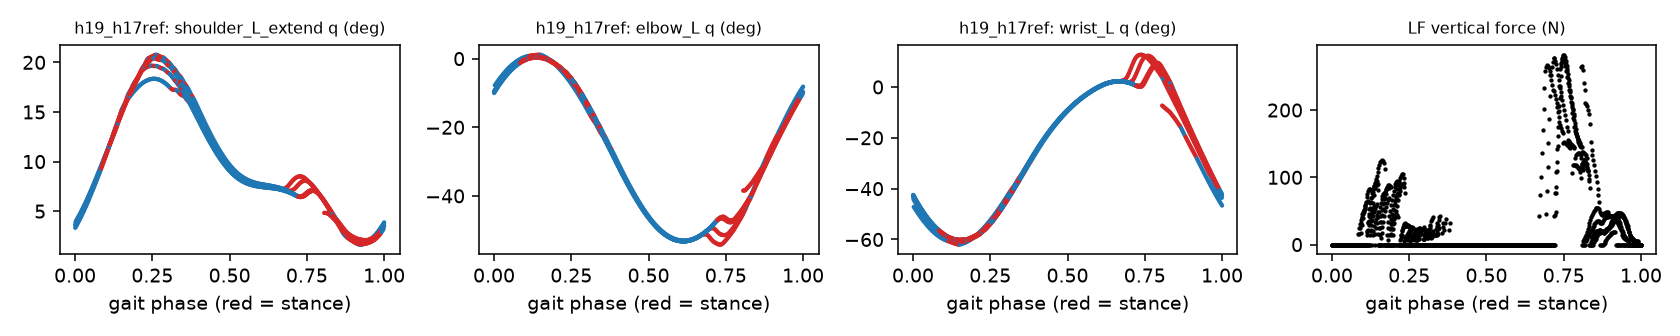 h19_h17ref: shoulder_L_extend q (deg)
20
15
10
5
0.00 0.25 0.50 0.75 1.00
gait phase (red = stance)
h19_h17ref: elbow_L q (deg)
0
−20
−40
0.00 0.25 0.50 0.75 1.00
gait phase (red = stance)
h19_h17ref: wrist_L q (deg)
0
−20
−40
−60
0.00 0.25 0.50 0.75 1.00
gait phase (red = stance)
LF vertical force (N)
200
100
0
0.00 0.25 0.50 0.75 1.00
gait phase (red = stance)